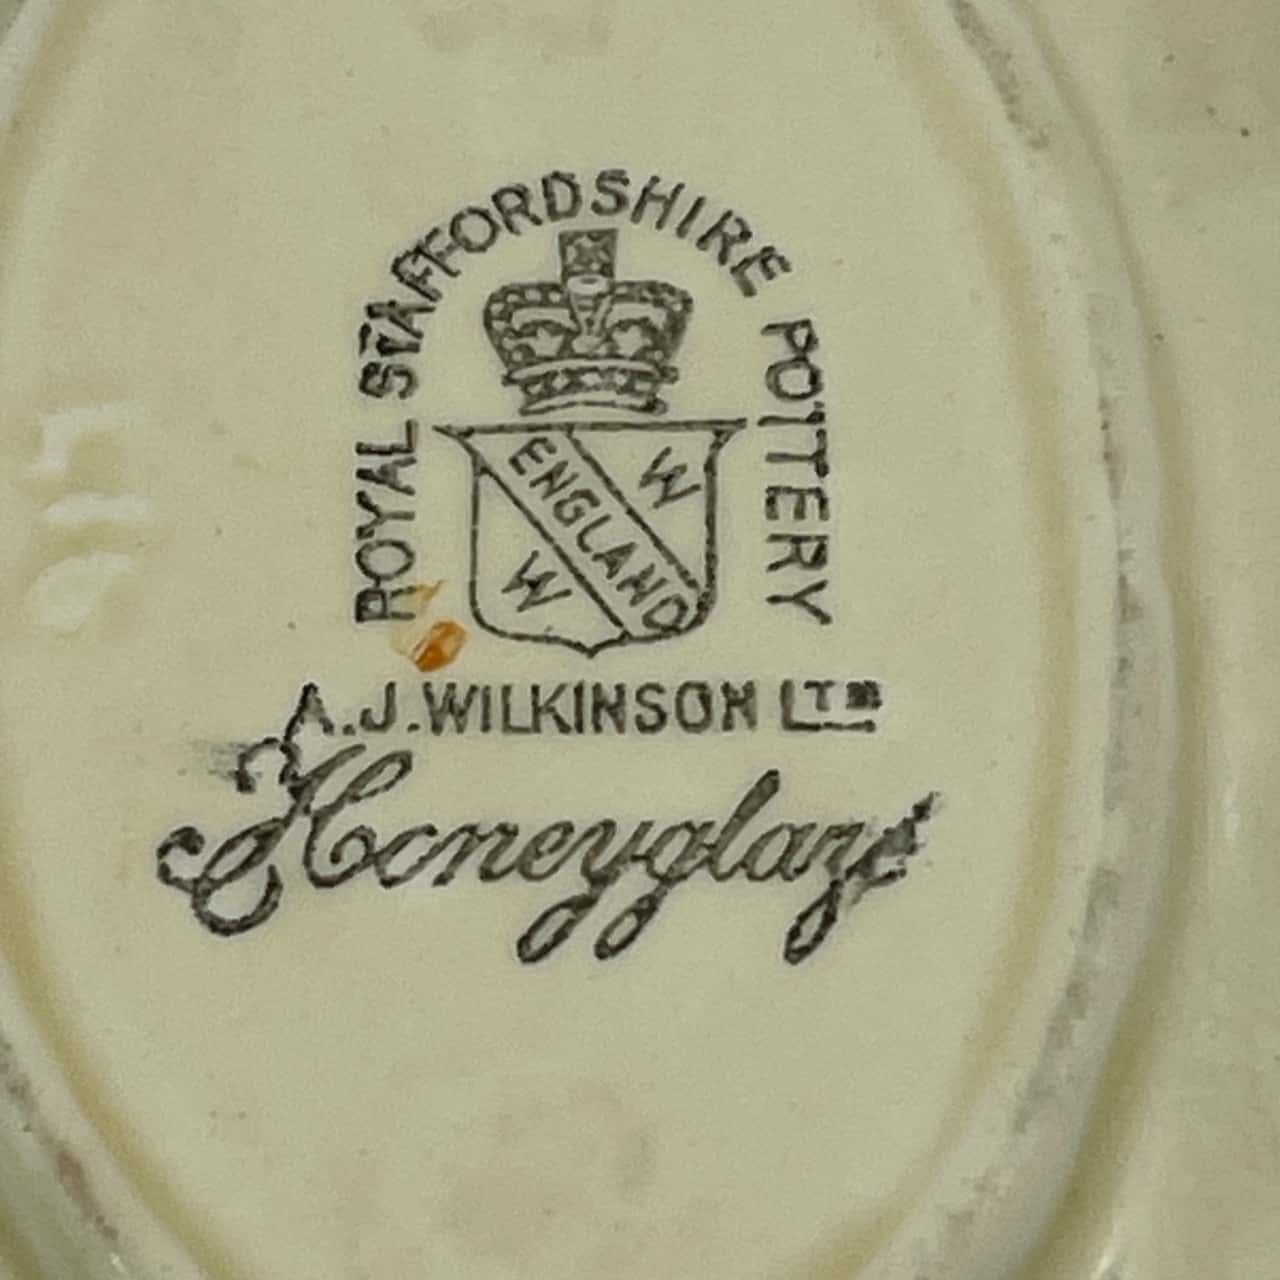 ROYAL STAFFORDSHIRE POTTERY
W
ENGLAND
W
A.J.WILKINSON LTD
Honeyglaze